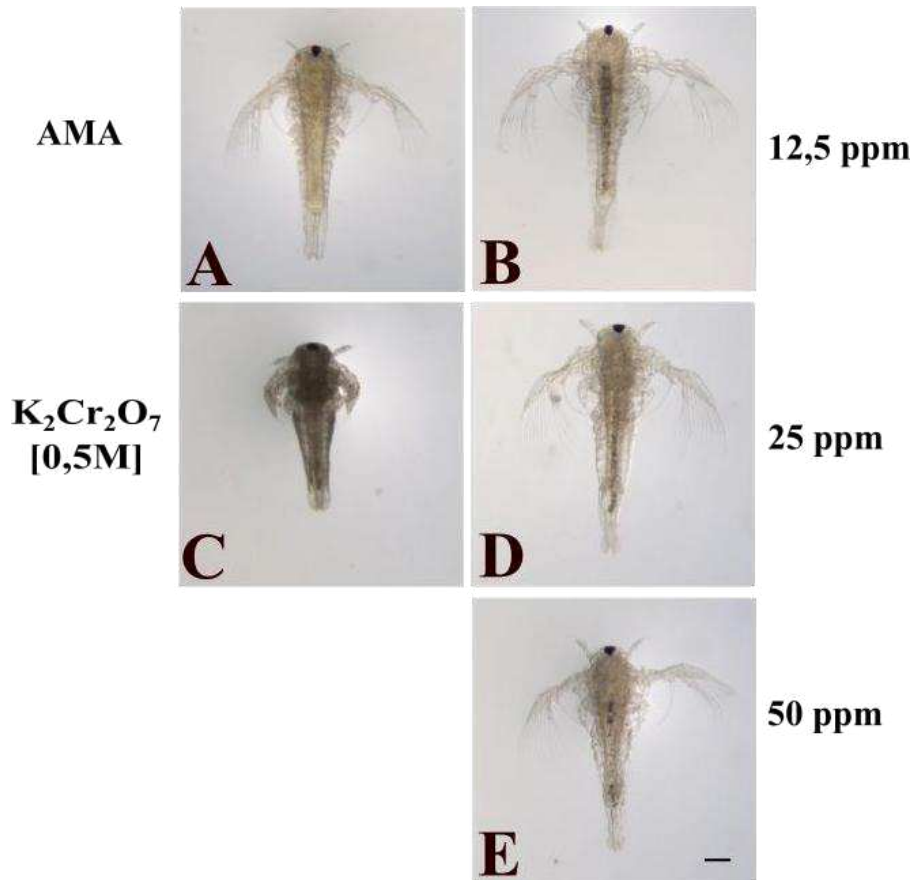 AMA
A
B
12,5 ppm
K₂Cr₂O₇
[0,5M]
C
D
25 ppm
E
50 ppm